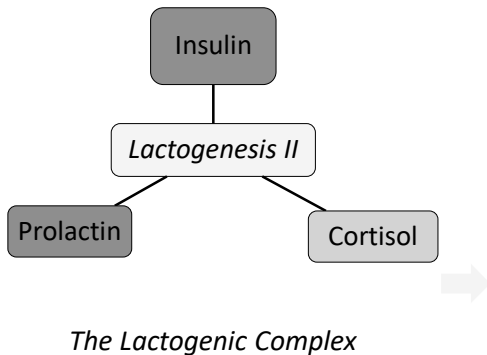 Insulin
Lactogenesis II
Prolactin
Cortisol
The Lactogenic Complex